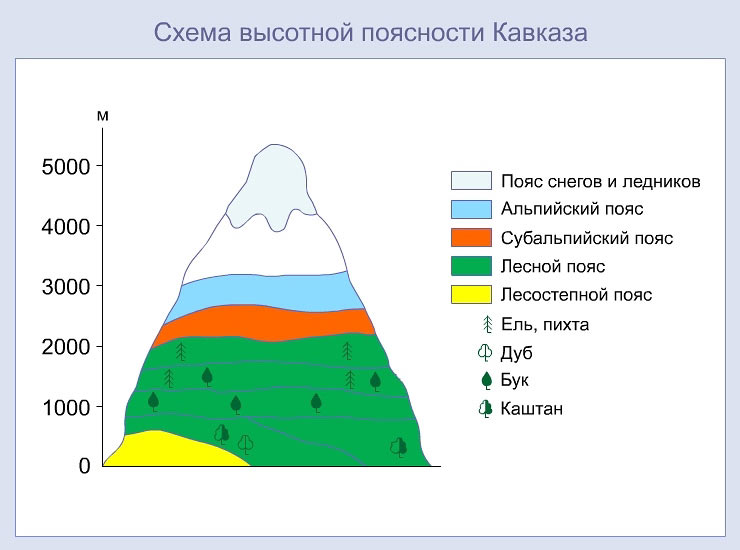 Схема высотной поясности Кавказа
м
5000
4000
3000
2000
1000
0
Пояс снегов и ледников
Альпийский пояс
Субальпийский пояс
Лесной пояс
Лесостепной пояс
Ель, пихта
Дуб
Бук
Каштан